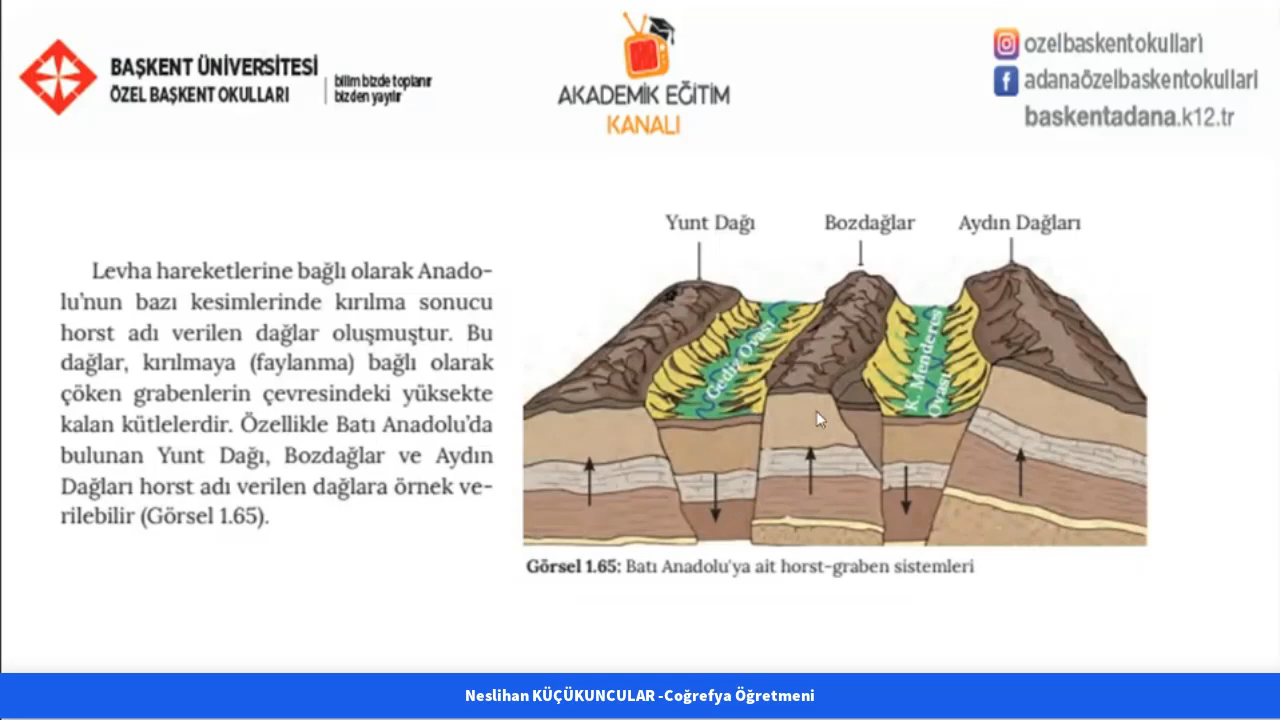 BAŞKENT ÜNİVERSİTESİ
ÖZEL BAŞKENT OKULLARI
bilim bizde toplanır
bizden yayılır
AKADEMİK EĞİTİM
KANALI
ozelbaskentokulları
adanaözelbaskentokulları
baskentadana.k12.tr
Levha hareketlerine bağlı olarak Anado-
lu'nun bazı kesimlerinde kırılma sonucu
horst adı verilen dağlar oluşmuştur. Bu
dağlar, kırılmaya (faylanma) bağlı olarak
çöken grabenlerin çevresindeki yüksekte
kalan kütlelerdir. Özellikle Batı Anadolu'da
bulunan Yunt Dağı, Bozdağlar ve Aydın
Dağları horst adı verilen dağlara örnek ve-
rilebilir (Görsel 1.65).
Yunt Dağı
Bozdağlar
Aydın Dağları
Gediz Ovası
K. Menderes
Ovası
Görsel 1.65: Batı Anadolu'ya ait horst-graben sistemleri
Neslihan KÜÇÜKUNCULAR -Coğrefya Öğretmeni